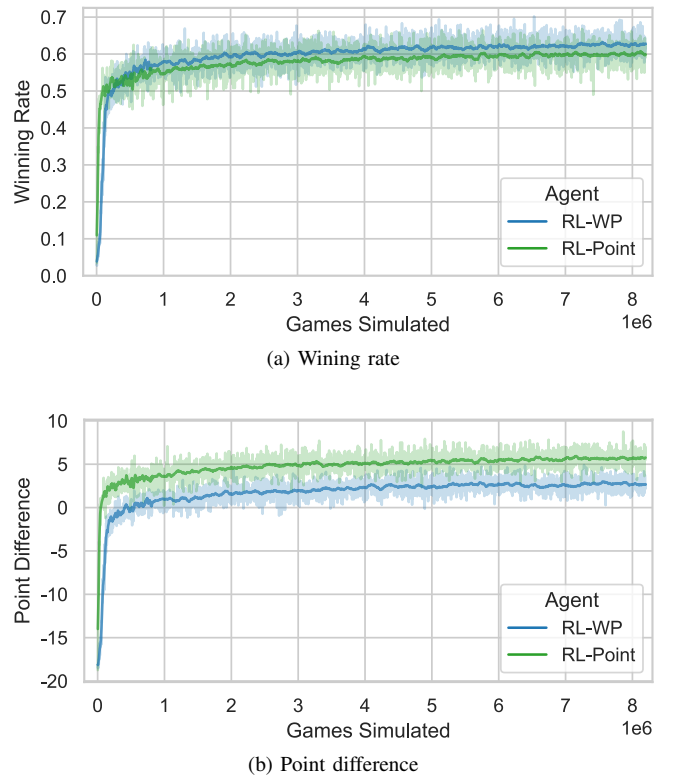 0.7
0.6
0.5
0.4
0.3
0.2
0.1
0.0
Winning Rate
Agent
RL-WP
RL-Point
0 1 2 3 4 5 6 7 8
Games Simulated
1e6
(a) Wining rate
10
5
0
-5
-10
-15
-20
Point Difference
Agent
RL-WP
RL-Point
0 1 2 3 4 5 6 7 8
Games Simulated
1e6
(b) Point difference